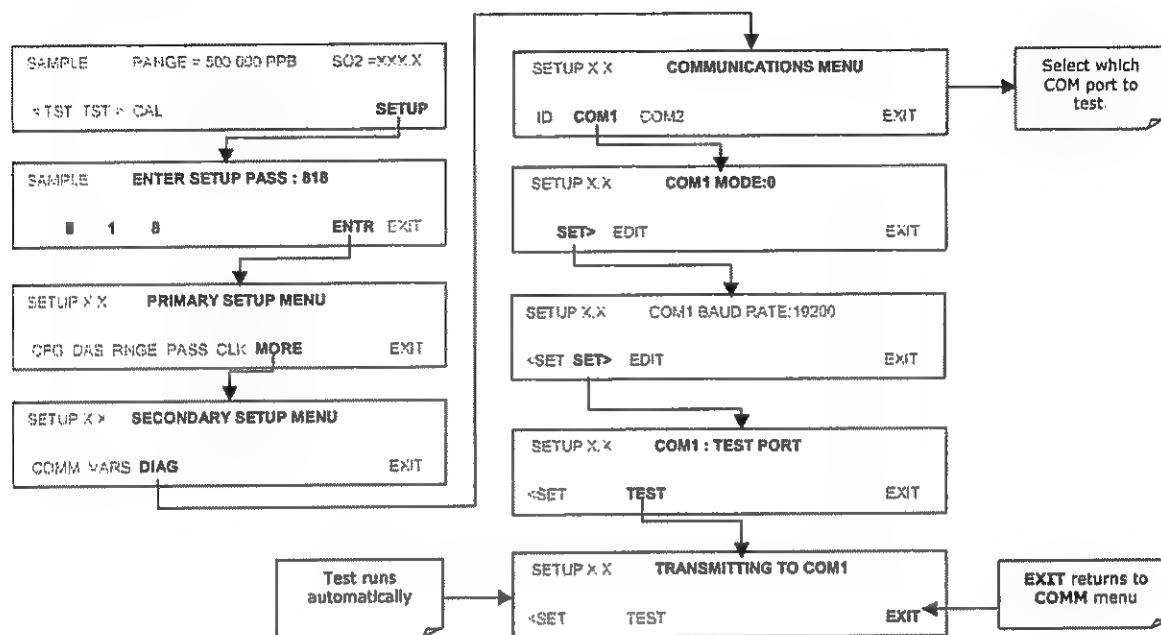 SAMPLE RANGE = 500.000 PPB SO2 =XXX.X
< TST TST > CAL SETUP
SAMPLE ENTER SETUP PASS : 818
8 1 8 ENTR EXIT
SETUP X.X PRIMARY SETUP MENU
CFG DAS RNGE PASS CLK MORE EXIT
SETUP X.X SECONDARY SETUP MENU
COMM VARS DIAG EXIT
SETUP X.X COMMUNICATIONS MENU
ID COM1 COM2 EXIT
Select which
COM port to
test.
SETUP X.X COM1 MODE:0
SET> EDIT EXIT
SETUP X.X COM1 BAUD RATE:19200
<SET SET> EDIT EXIT
SETUP X.X COM1 : TEST PORT
<SET TEST EXIT
Test runs
automatically
SETUP X.X TRANSMITTING TO COM1
<SET TEST EXIT
EXIT returns to
COMM menu